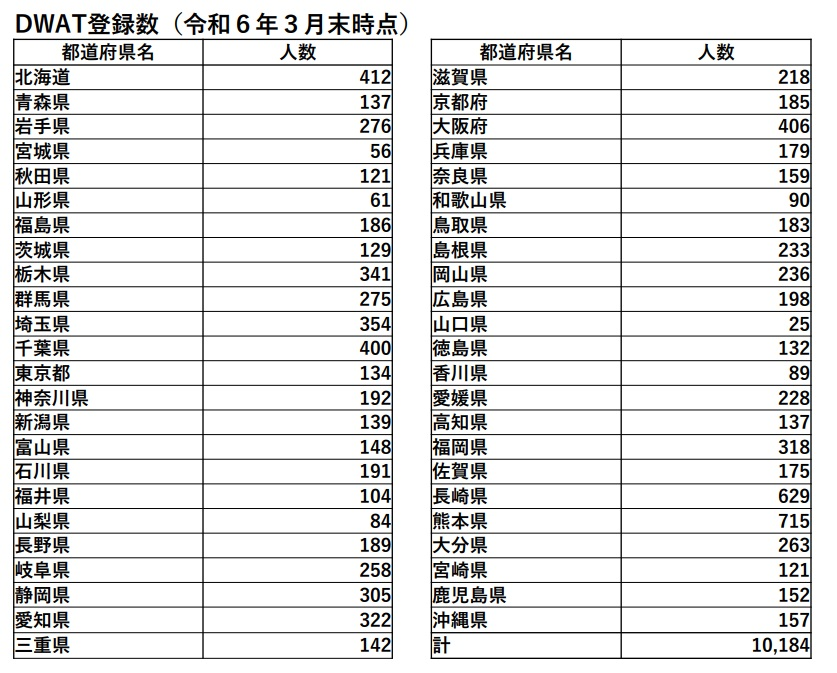 DWAT登録数（令和６年３月末時点）
都道府県名 人数
北海道 412
青森県 137
岩手県 276
宮城県 56
秋田県 121
山形県 61
福島県 186
茨城県 129
栃木県 341
群馬県 275
埼玉県 354
千葉県 400
東京都 134
神奈川県 192
新潟県 139
富山県 148
石川県 191
福井県 104
山梨県 84
長野県 189
岐阜県 258
静岡県 305
愛知県 322
三重県 142
都道府県名 人数
滋賀県 218
京都府 185
大阪府 406
兵庫県 179
奈良県 159
和歌山県 90
鳥取県 183
島根県 233
岡山県 236
広島県 198
山口県 25
徳島県 132
香川県 89
愛媛県 228
高知県 137
福岡県 318
佐賀県 175
長崎県 629
熊本県 715
大分県 263
宮崎県 121
鹿児島県 152
沖縄県 157
計 10,184